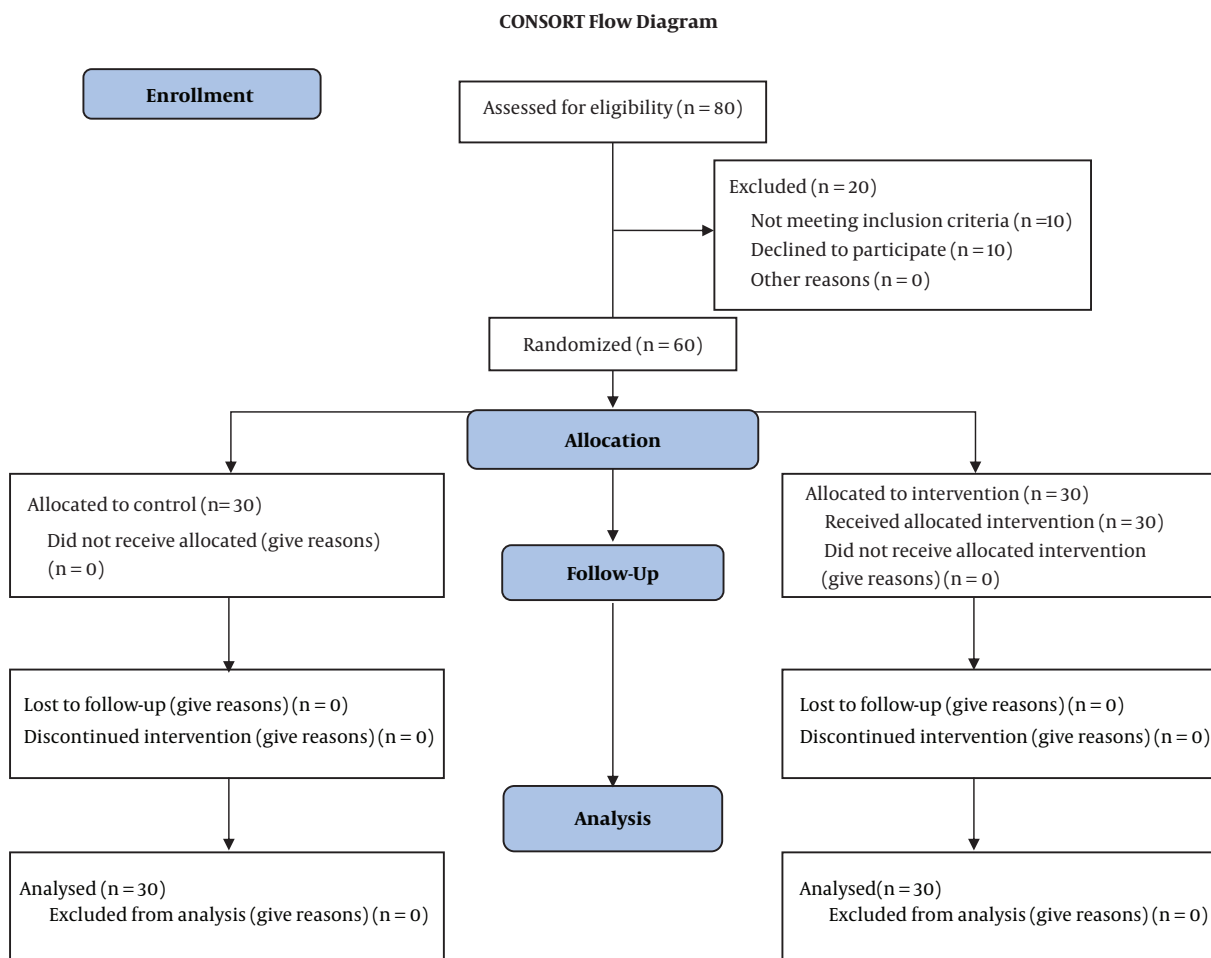 CONSORT Flow Diagram
Enrollment
Assessed for eligibility (n = 80)
Excluded (n = 20)
Not meeting inclusion criteria (n =10)
Declined to participate (n = 10)
Other reasons (n = 0)
Randomized (n = 60)
Allocation
Allocated to control (n= 30)
Did not receive allocated (give reasons)
(n = 0)
Allocated to intervention (n = 30)
Received allocated intervention (n = 30)
Did not receive allocated intervention
(give reasons) (n = 0)
Follow-Up
Lost to follow-up (give reasons) (n = 0)
Discontinued intervention (give reasons) (n = 0)
Lost to follow-up (give reasons) (n = 0)
Discontinued intervention (give reasons) (n = 0)
Analysis
Analysed (n = 30)
Excluded from analysis (give reasons) (n = 0)
Analysed(n = 30)
Excluded from analysis (give reasons) (n = 0)